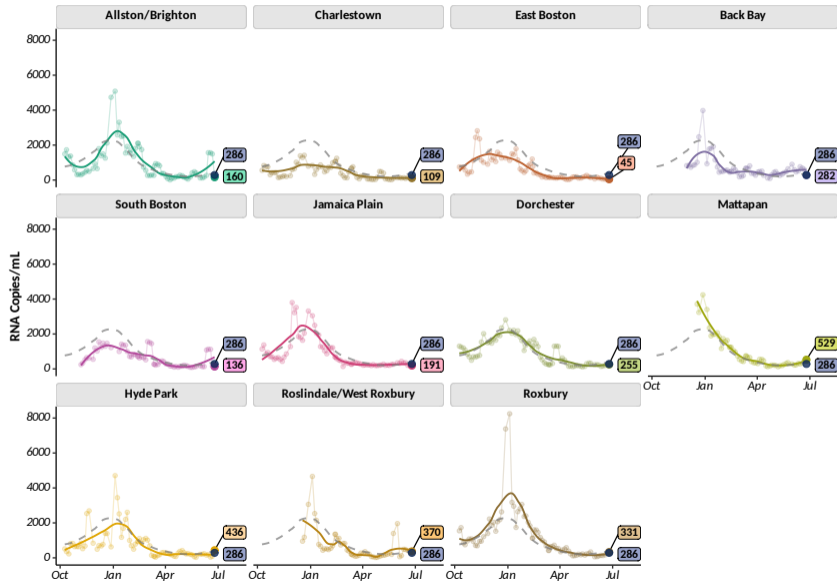 Allston/Brighton Charlestown East Boston Back Bay
8000
6000
4000
2000
0
286 286 286 286
160 109 45 282
South Boston Jamaica Plain Dorchester Mattapan
RNA Copies/mL
8000
6000
4000
2000
0
286 286 286 529
136 191 255 286
Oct Jan Apr Jul
Hyde Park Roslindale/West Roxbury Roxbury
8000
6000
4000
2000
0
436 370 331
286 286 286
Oct Jan Apr Jul Oct Jan Apr Jul Oct Jan Apr Jul